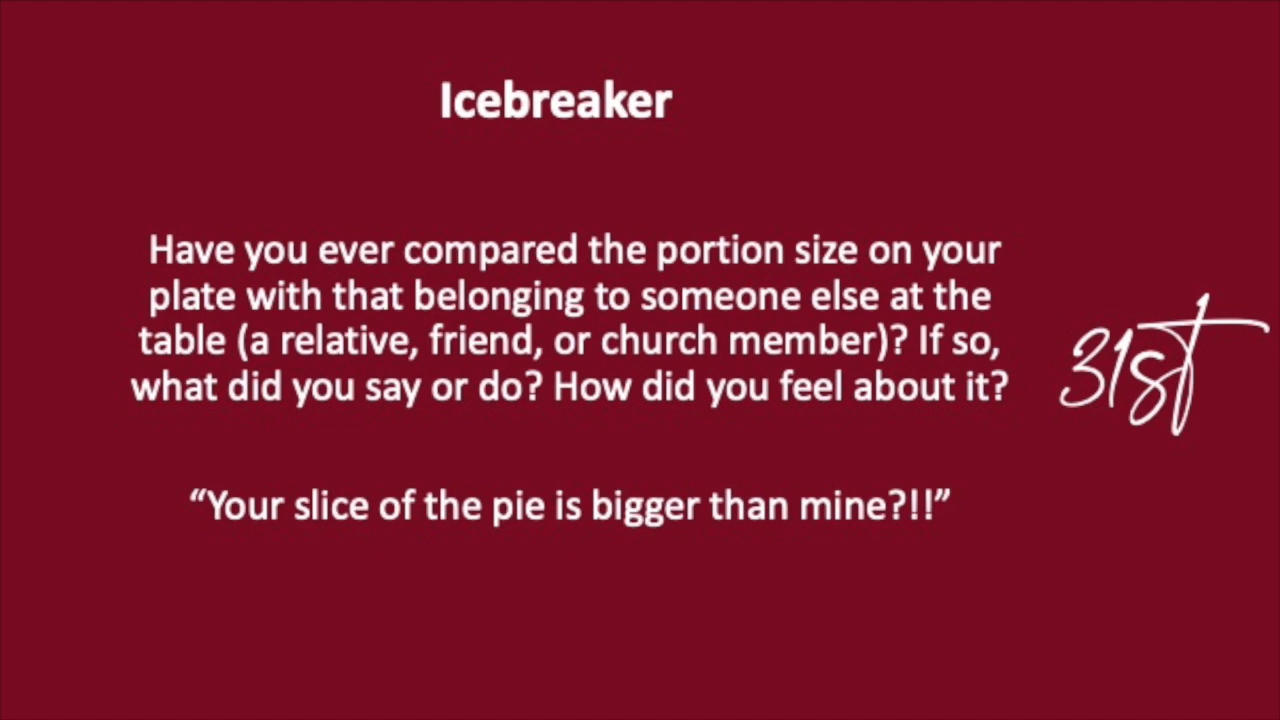 Icebreaker
Have you ever compared the portion size on your
plate with that belonging to someone else at the
table (a relative, friend, or church member)? If so,
what did you say or do? How did you feel about it?
31st
“Your slice of the pie is bigger than mine?!!”